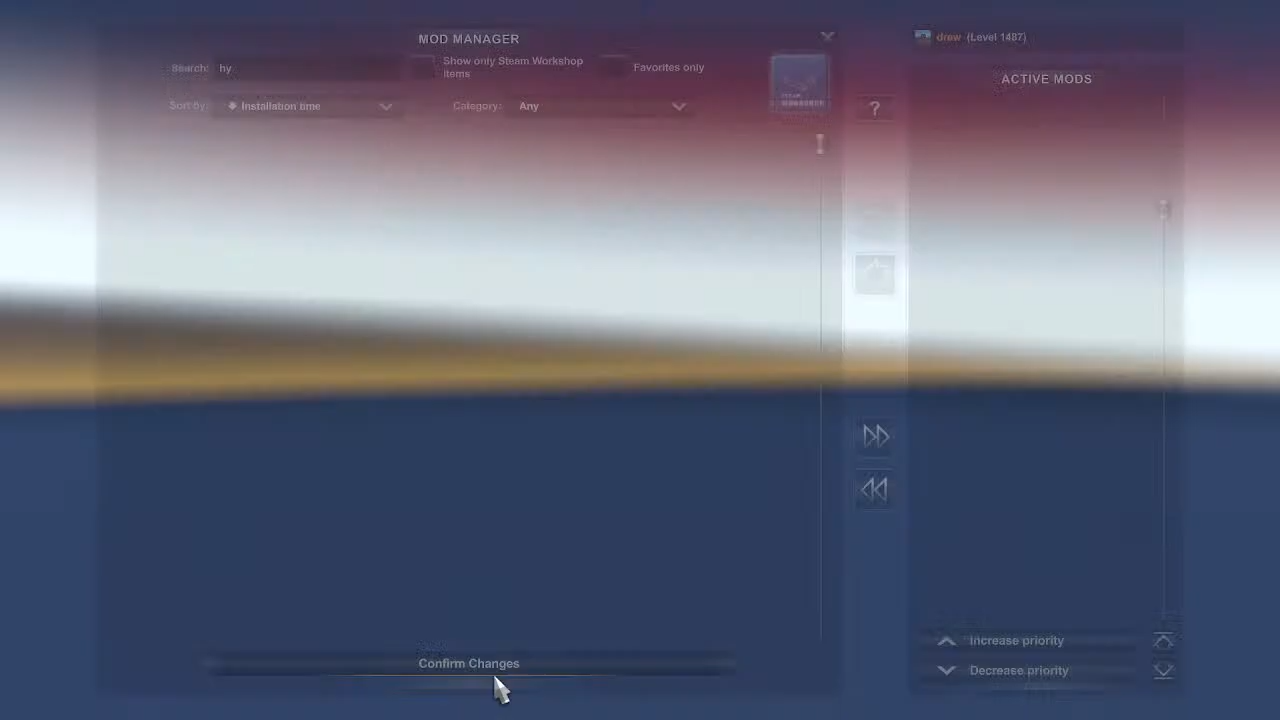 MOD MANAGER
drew (Level 1487)
Search: hy
Show only Steam Workshop
items
Favorites only
ACTIVE MODS
Sort by: Installation time
Category: Any
?
Increase priority
Confirm Changes
Decrease priority